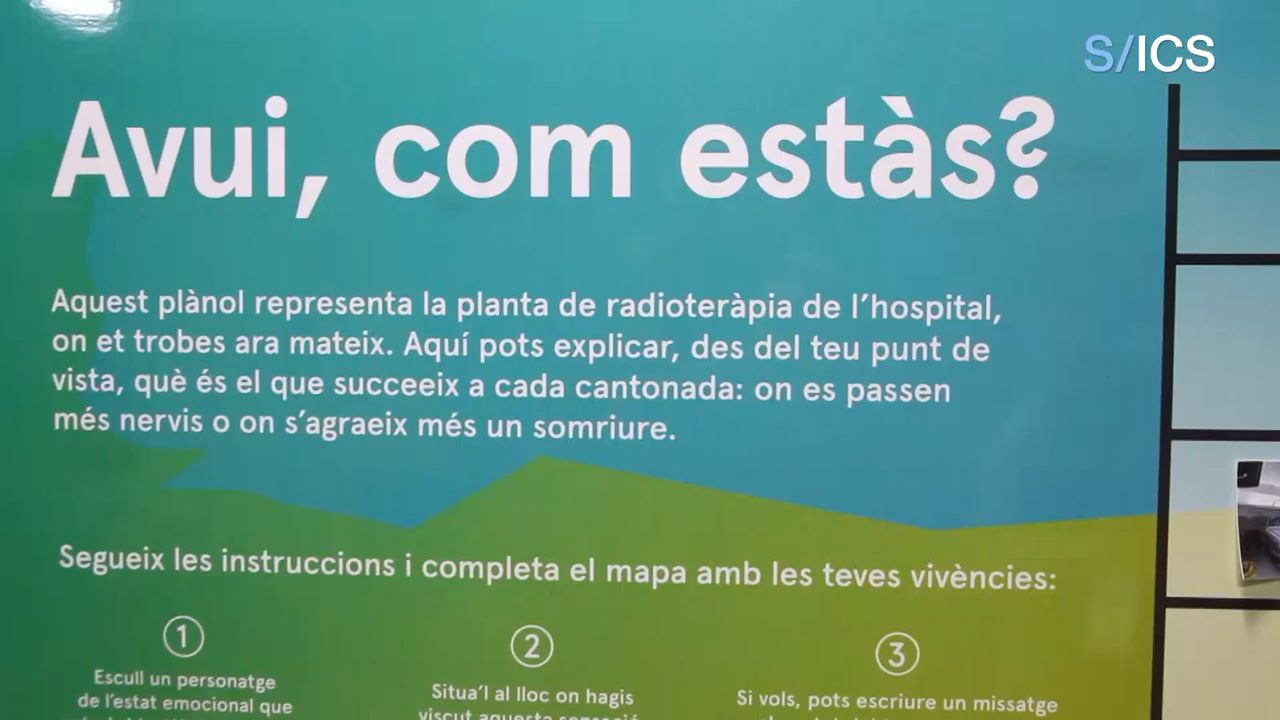 S/ICS
Avui, com estàs?
Aquest plànol representa la planta de radioteràpia de l'hospital,
on et trobes ara mateix. Aquí pots explicar, des del teu punt de
vista, què és el que succeeix a cada cantonada: on es passen
més nervis o on s'agraeix més un somriure.
Segueix les instruccions i completa el mapa amb les teves vivències:
1
Escull un personatge
de l'estat emocional que
2
Situa'l al lloc on hagis
viscut aquesta sensació
3
Si vols, pots escriure un missatge